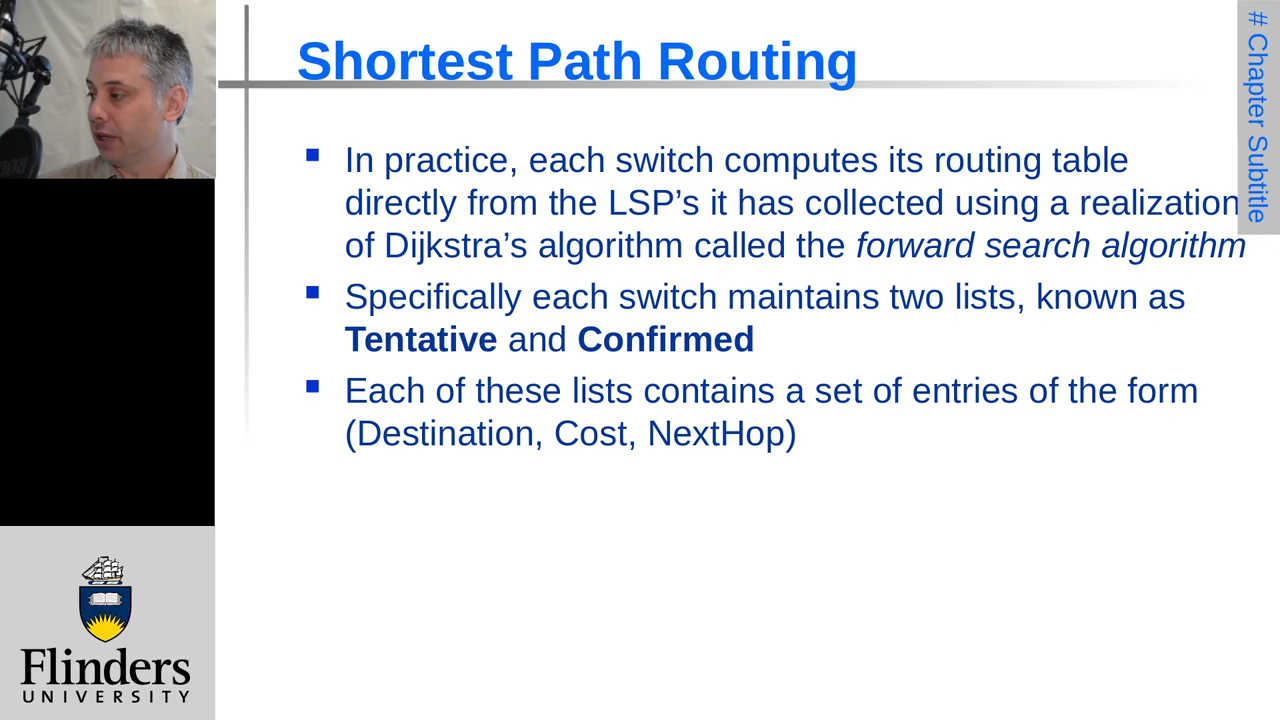 Shortest Path Routing
# Chapter Subtitle
In practice, each switch computes its routing table
directly from the LSP’s it has collected using a realization
of Dijkstra’s algorithm called the forward search algorithm
Specifically each switch maintains two lists, known as
Tentative and Confirmed
Each of these lists contains a set of entries of the form
(Destination, Cost, NextHop)
Flinders
UNIVERSITY